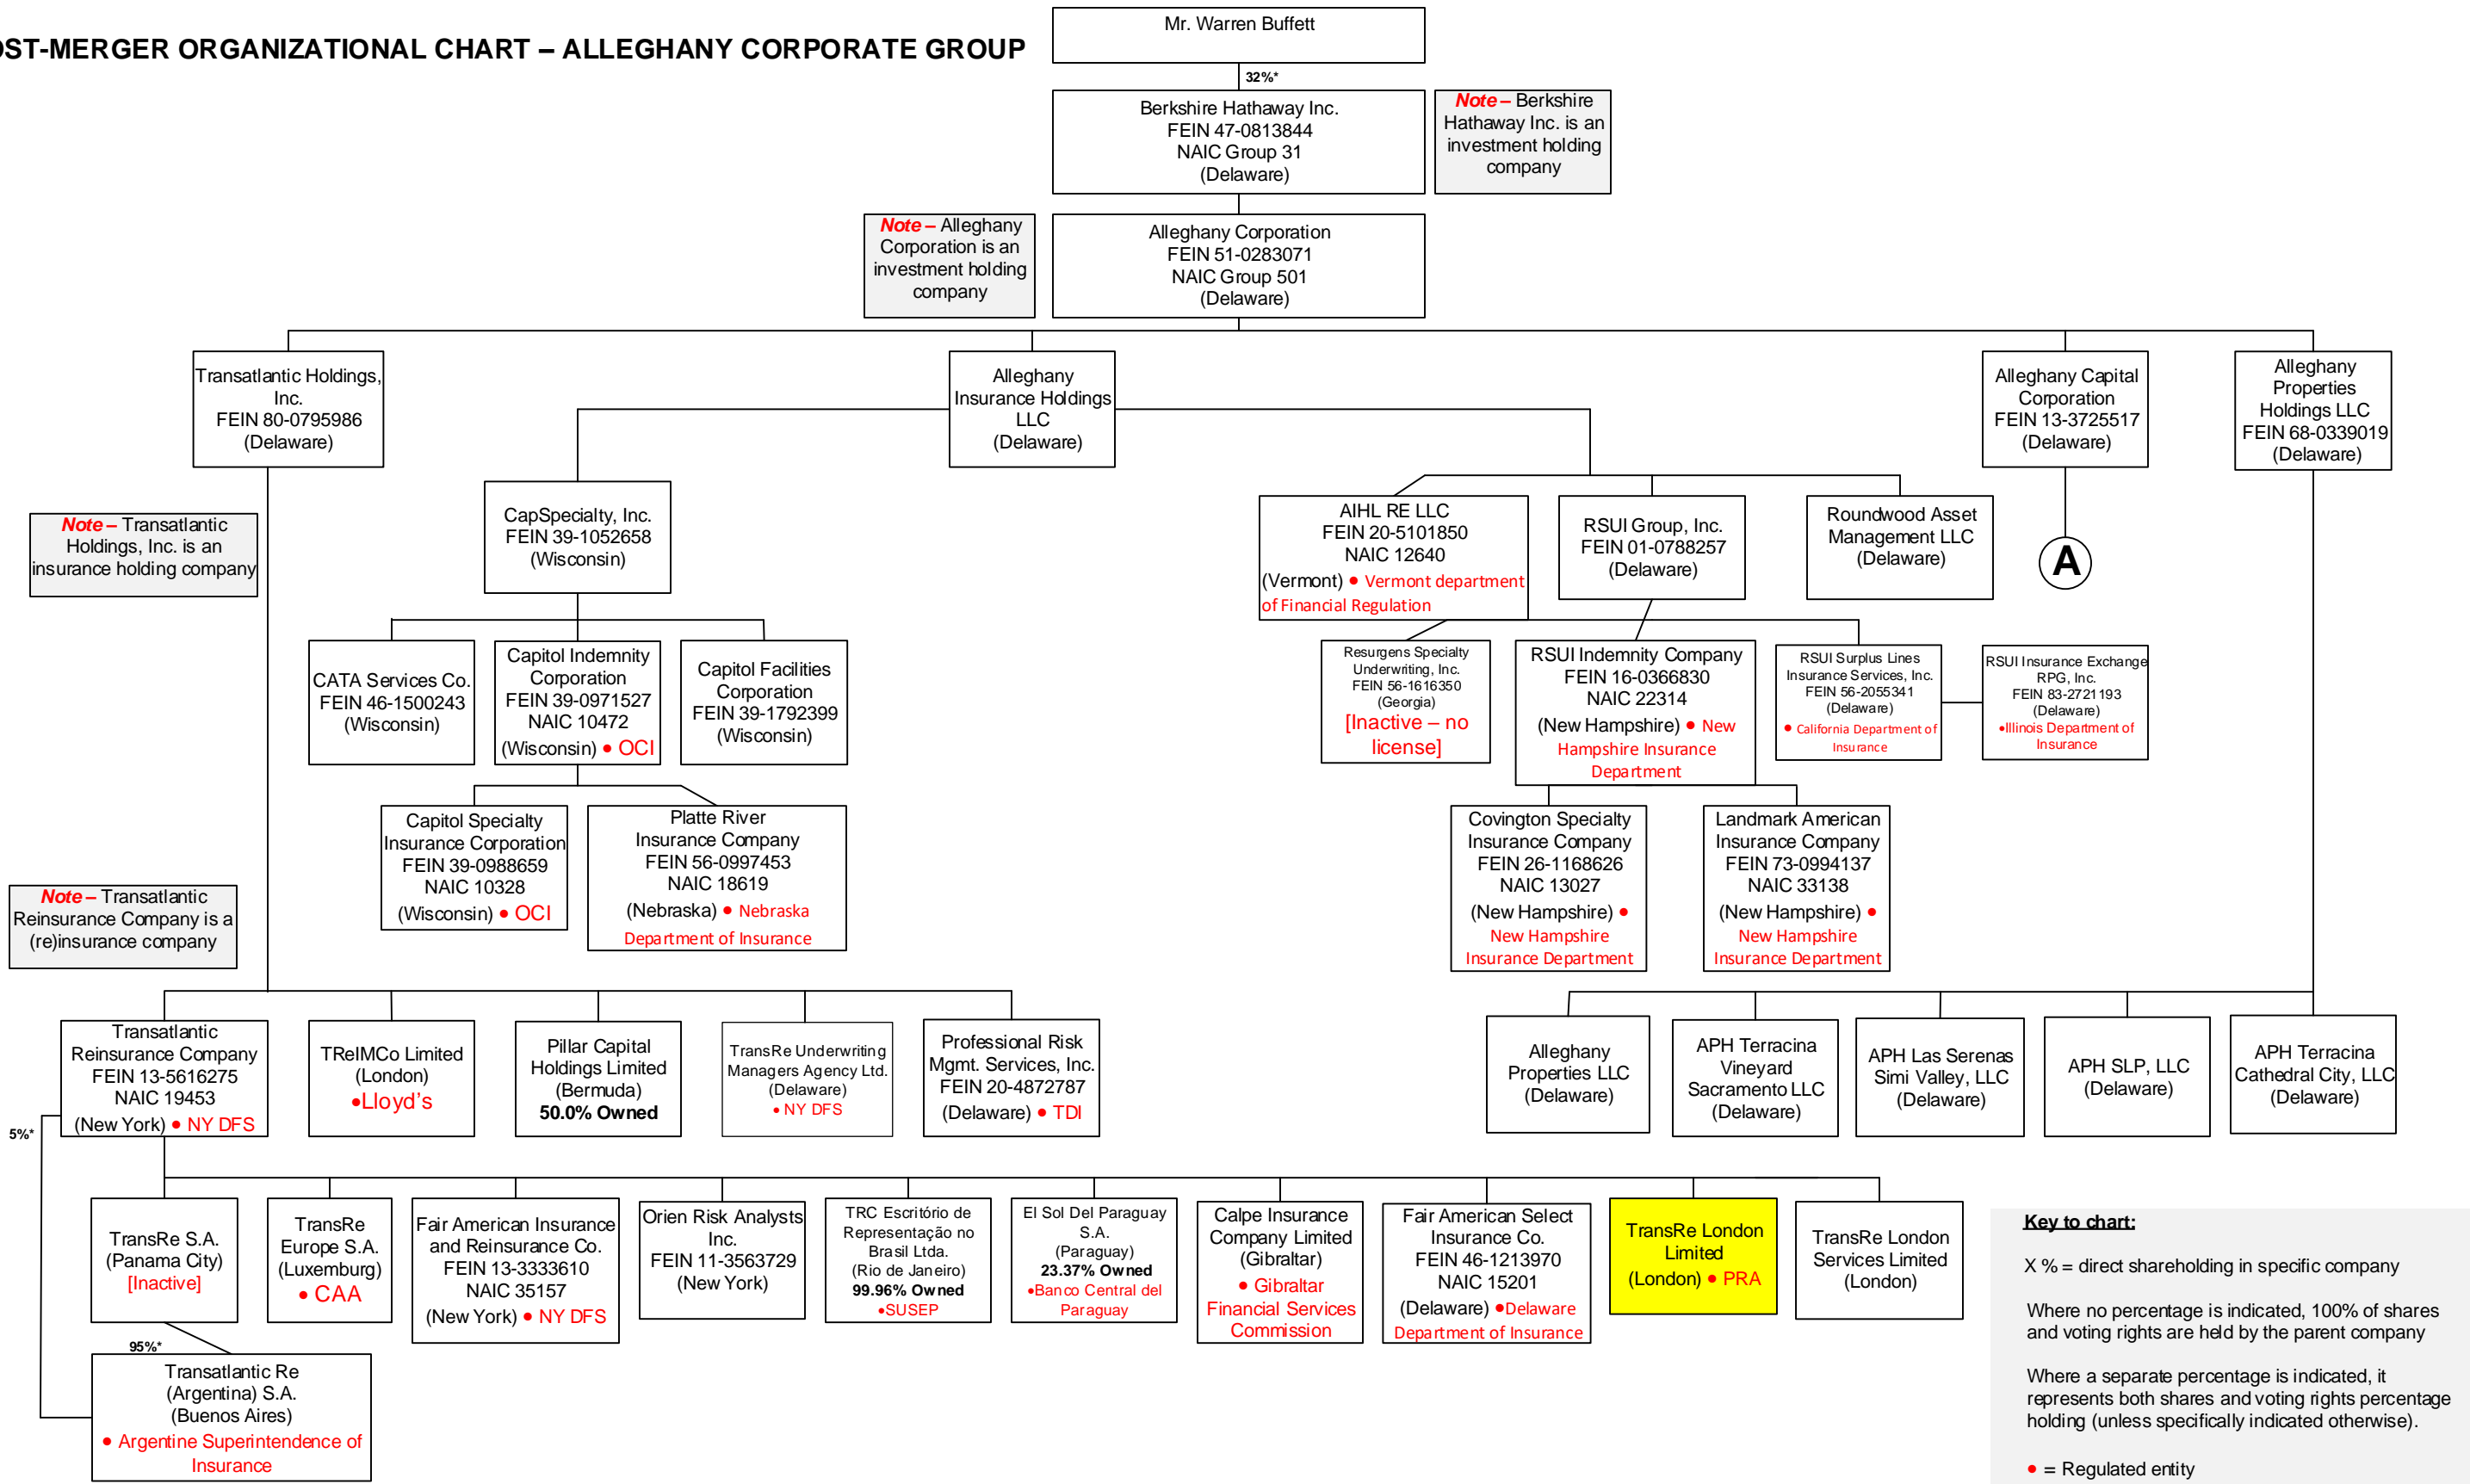 OST-MERGER ORGANIZATIONAL CHART – ALLEGHANY CORPORATE GROUP
Mr. Warren Buffett
32%*
Berkshire Hathaway Inc.
FEIN 47-0813844
NAIC Group 31
(Delaware)
Note – Berkshire
Hathaway Inc. is an
investment holding
company
Note – Alleghany
Corporation is an
investment holding
company
Alleghany Corporation
FEIN 51-0283071
NAIC Group 501
(Delaware)
Transatlantic Holdings,
Inc.
FEIN 80-0795986
(Delaware)
Alleghany
Insurance Holdings
LLC
(Delaware)
Alleghany Capital
Corporation
FEIN 13-3725517
(Delaware)
Alleghany
Properties
Holdings LLC
FEIN 68-0339019
(Delaware)
Note – Transatlantic
Holdings, Inc. is an
insurance holding company
CapSpecialty, Inc.
FEIN 39-1052658
(Wisconsin)
AIHL RE LLC
FEIN 20-5101850
NAIC 12640
(Vermont) • Vermont department
of Financial Regulation
RSUI Group, Inc.
FEIN 01-0788257
(Delaware)
Roundwood Asset
Management LLC
(Delaware)
A
CATA Services Co.
FEIN 46-1500243
(Wisconsin)
Capitol Indemnity
Corporation
FEIN 39-0971527
NAIC 10472
(Wisconsin) • OCI
Capitol Facilities
Corporation
FEIN 39-1792399
(Wisconsin)
Resurgens Specialty
Underwriting, Inc.
FEIN 56-1616350
(Georgia)
[Inactive – no
license]
RSUI Indemnity Company
FEIN 16-0366830
NAIC 22314
(New Hampshire) • New
Hampshire Insurance
Department
RSUI Surplus Lines
Insurance Services, Inc.
FEIN 56-2055341
(Delaware)
• California Department of
Insurance
RSUI Insurance Exchange
RPG, Inc.
FEIN 83-2721193
(Delaware)
•Illinois Department of
Insurance
Capitol Specialty
Insurance Corporation
FEIN 39-0988659
NAIC 10328
(Wisconsin) • OCI
Platte River
Insurance Company
FEIN 56-0997453
NAIC 18619
(Nebraska) • Nebraska
Department of Insurance
Covington Specialty
Insurance Company
FEIN 26-1168626
NAIC 13027
(New Hampshire) •
New Hampshire
Insurance Department
Landmark American
Insurance Company
FEIN 73-0994137
NAIC 33138
(New Hampshire) •
New Hampshire
Insurance Department
Note – Transatlantic
Reinsurance Company is a
(re)insurance company
Transatlantic
Reinsurance Company
FEIN 13-5616275
NAIC 19453
(New York) • NY DFS
TReIMCo Limited
(London)
•Lloyd's
Pillar Capital
Holdings Limited
(Bermuda)
50.0% Owned
TransRe Underwriting
Managers Agency Ltd.
(Delaware)
• NY DFS
Professional Risk
Mgmt. Services, Inc.
FEIN 20-4872787
(Delaware) • TDI
Alleghany
Properties LLC
(Delaware)
APH Terracina
Vineyard
Sacramento LLC
(Delaware)
APH Las Serenas
Simi Valley, LLC
(Delaware)
APH SLP, LLC
(Delaware)
APH Terracina
Cathedral City, LLC
(Delaware)
5%*
TransRe S.A.
(Panama City)
[Inactive]
TransRe
Europe S.A.
(Luxemburg)
• CAA
Fair American Insurance
and Reinsurance Co.
FEIN 13-3333610
NAIC 35157
(New York) • NY DFS
Orien Risk Analysts
Inc.
FEIN 11-3563729
(New York)
TRC Escritório de
Representação no
Brasil Ltda.
(Rio de Janeiro)
99.96% Owned
•SUSEP
El Sol Del Paraguay
S.A.
(Paraguay)
23.37% Owned
•Banco Central del
Paraguay
Calpe Insurance
Company Limited
(Gibraltar)
• Gibraltar
Financial Services
Commission
Fair American Select
Insurance Co.
FEIN 46-1213970
NAIC 15201
(Delaware) •Delaware
Department of Insurance
TransRe London
Limited
(London) • PRA
TransRe London
Services Limited
(London)
95%*
Transatlantic Re
(Argentina) S.A.
(Buenos Aires)
• Argentine Superintendence of
Insurance
Key to chart:
X % = direct shareholding in specific company
Where no percentage is indicated, 100% of shares
and voting rights are held by the parent company
Where a separate percentage is indicated, it
represents both shares and voting rights percentage
holding (unless specifically indicated otherwise).
• = Regulated entity